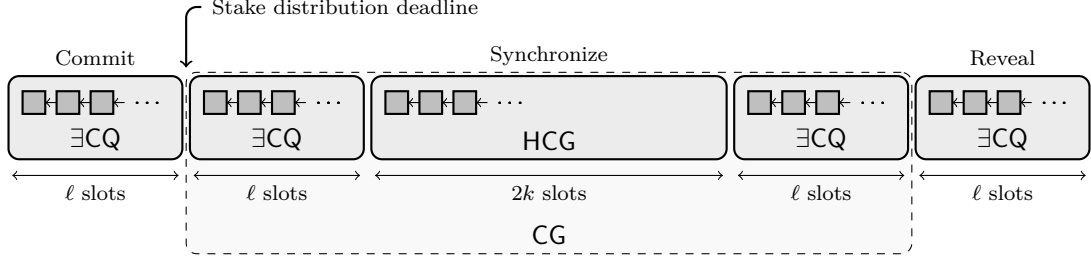 Stake distribution deadline
Commit
Synchronize
Reveal
···
···
···
···
···
∃CQ
∃CQ
HCG
∃CQ
∃CQ
ℓ slots
ℓ slots
2k slots
ℓ slots
ℓ slots
CG